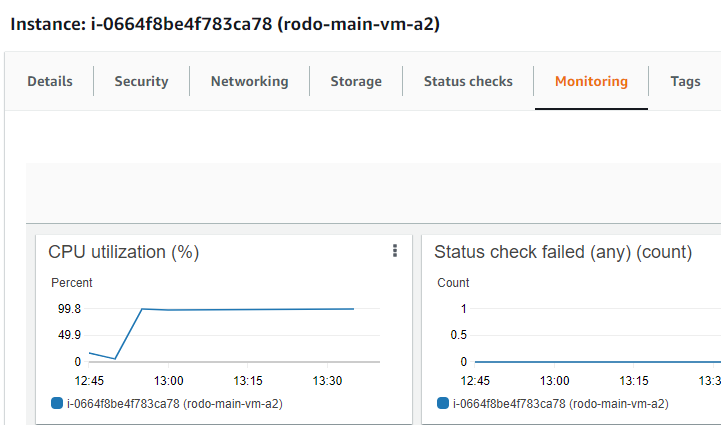 Instance: i-0664f8be4f783ca78 (rodo-main-vm-a2)
Details Security Networking Storage Status checks Monitoring Tags
CPU utilization (%)
Percent
99.8
49.9
0
12:45 13:00 13:15 13:30
i-0664f8be4f783ca78 (rodo-main-vm-a2)
Status check failed (any) (count)
Count
1
0.5
0
12:45 13:00 13:15 13:3
i-0664f8be4f783ca78 (rodo-main-vm-a2)